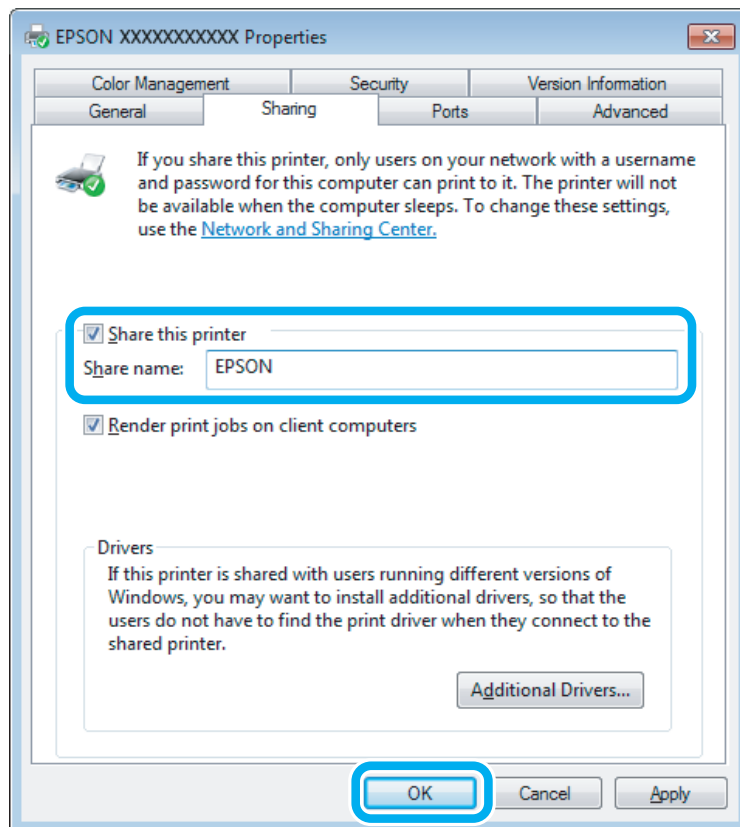 EPSON XXXXXXXXXXX Properties
Color Management Security Version Information
General Sharing Ports Advanced
If you share this printer, only users on your network with a username
and password for this computer can print to it. The printer will not
be available when the computer sleeps. To change these settings,
use the Network and Sharing Center.
Share this printer
Share name: EPSON
Render print jobs on client computers
Drivers
If this printer is shared with users running different versions of
Windows, you may want to install additional drivers, so that the
users do not have to find the print driver when they connect to the
shared printer.
Additional Drivers...
OK Cancel Apply